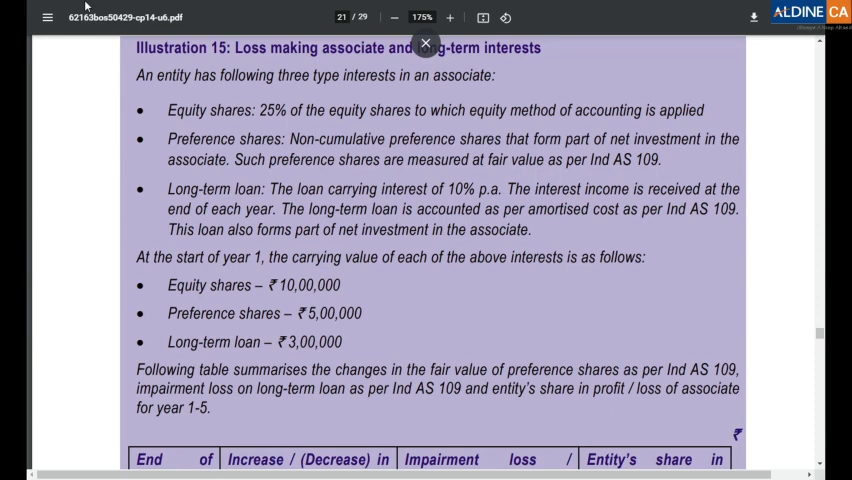 62163bos50429-cp14-u6.pdf
21 / 29
175%
ALDINE CA
Illustration 15: Loss making associate and long-term interests
An entity has following three type interests in an associate:
• Equity shares: 25% of the equity shares to which equity method of accounting is applied
• Preference shares: Non-cumulative preference shares that form part of net investment in the
associate. Such preference shares are measured at fair value as per Ind AS 109.
• Long-term loan: The loan carrying interest of 10% p.a. The interest income is received at the
end of each year. The long-term loan is accounted as per amortised cost as per Ind AS 109.
This loan also forms part of net investment in the associate.
At the start of year 1, the carrying value of each of the above interests is as follows:
• Equity shares – ₹ 10,00,000
• Preference shares – ₹ 5,00,000
• Long-term loan – ₹ 3,00,000
Following table summarises the changes in the fair value of preference shares as per Ind AS 109,
impairment loss on long-term loan as per Ind AS 109 and entity's share in profit / loss of associate
for year 1-5.
₹
End of Increase / (Decrease) in Impairment loss / Entity's share in